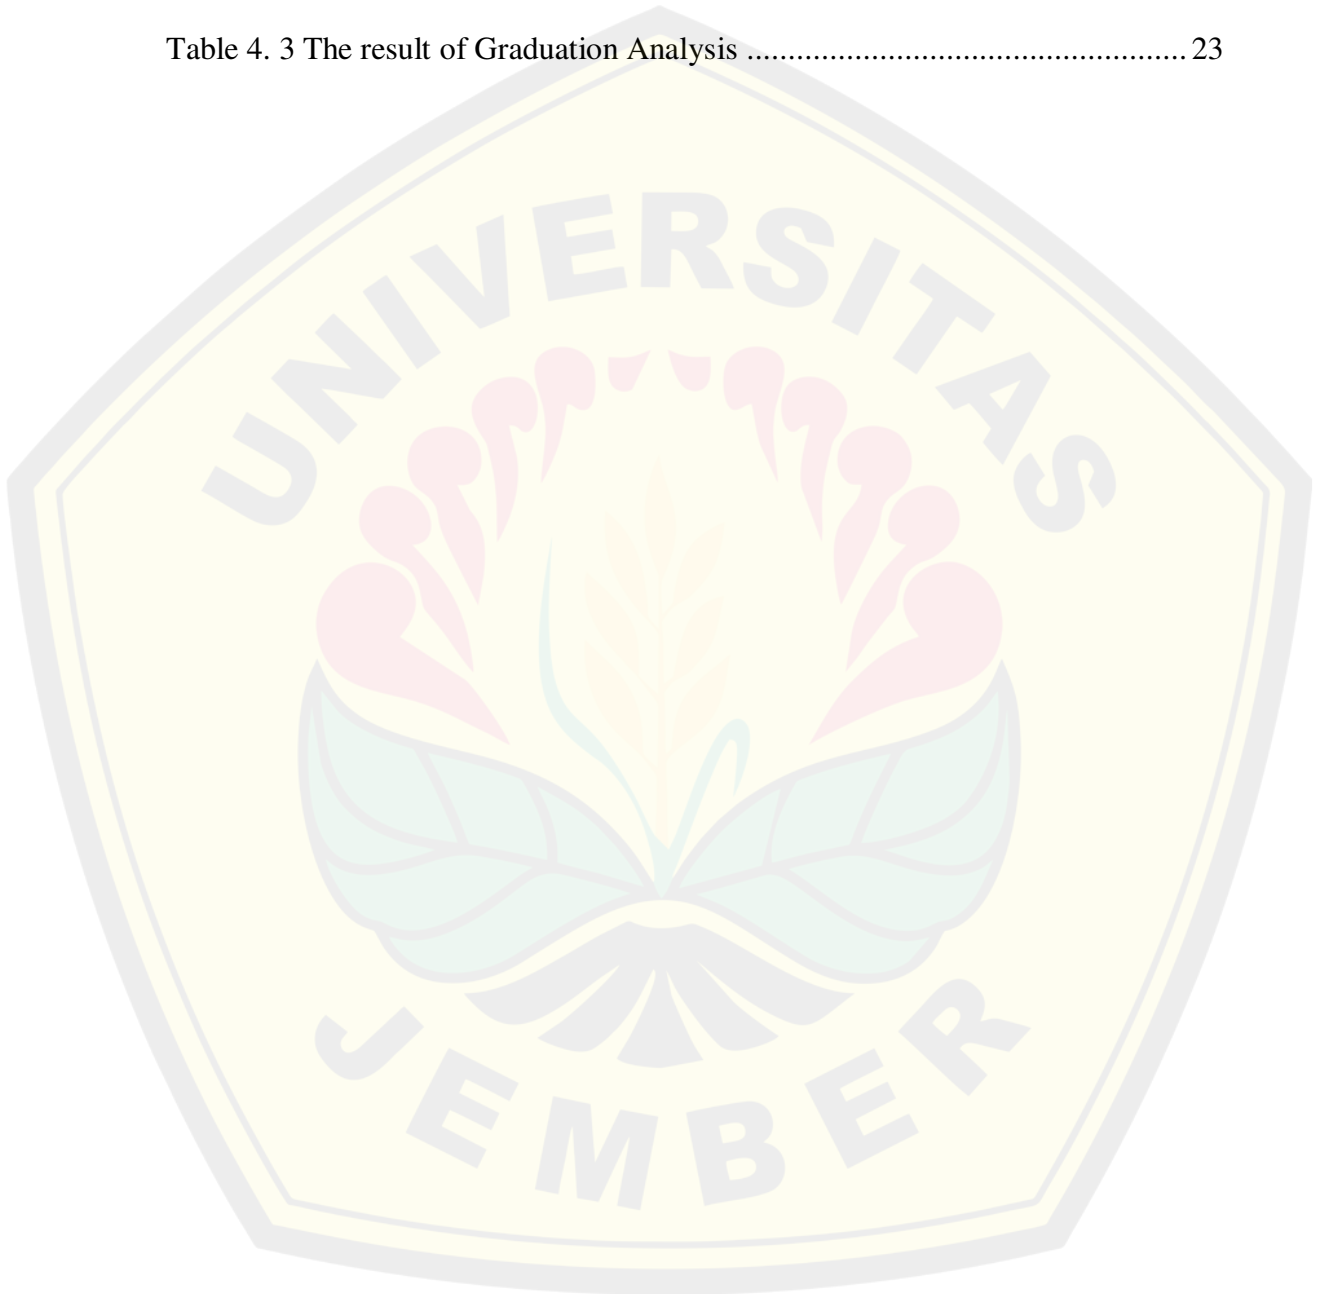 Table 4. 3 The result of Graduation Analysis ..................................................... 23
UNIVERSITAS
JEMBER